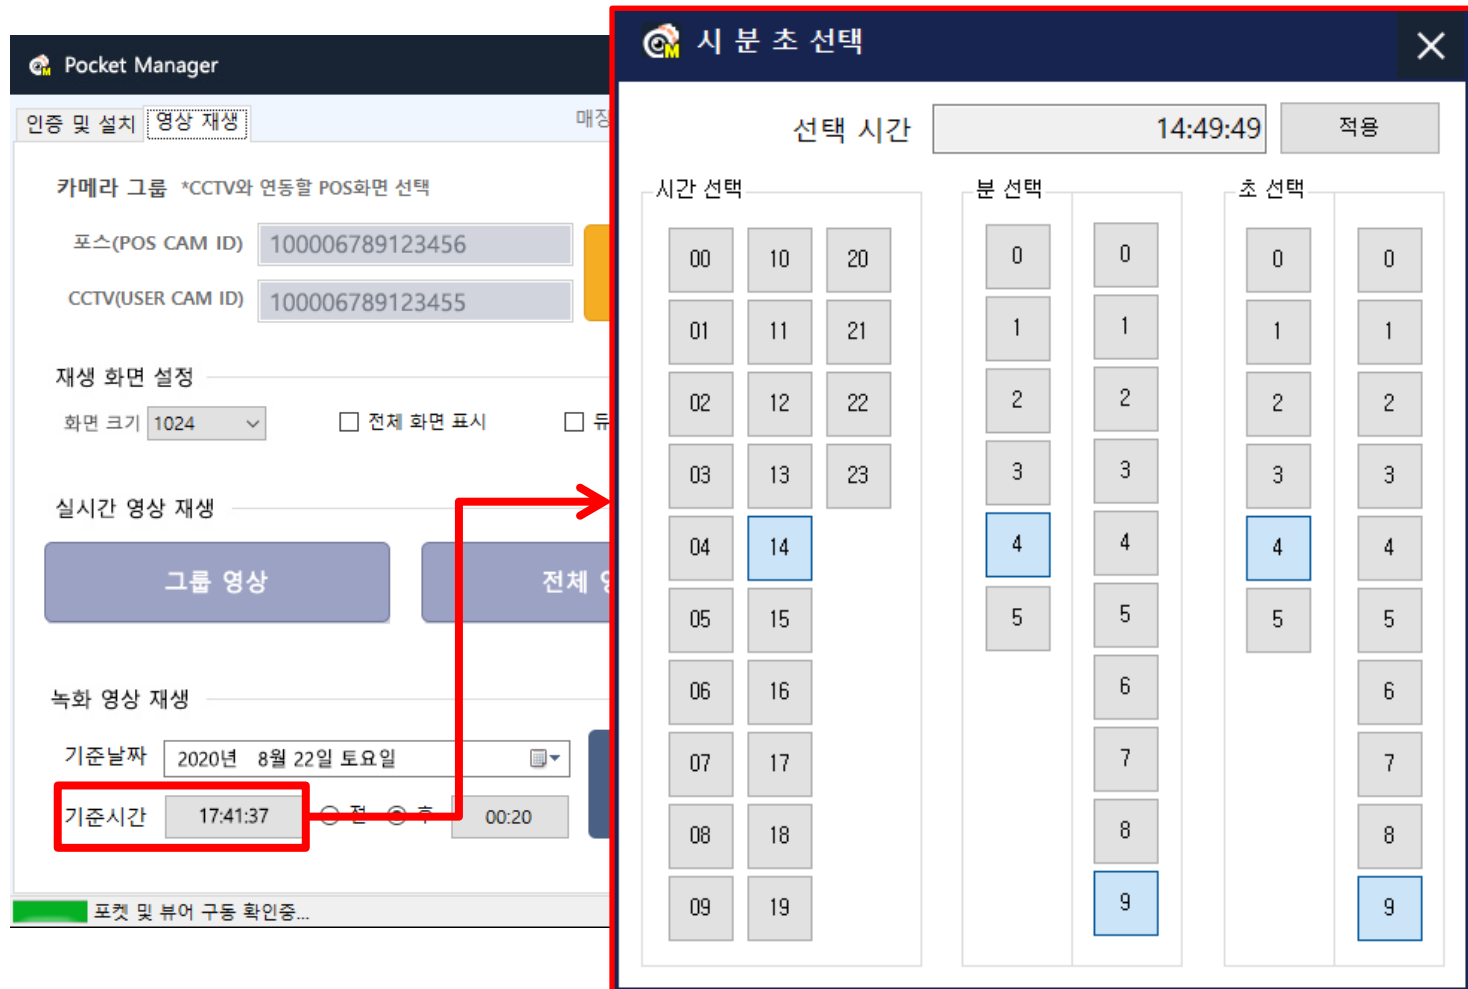 Pocket Manager
인증 및 설치 영상 재생
카메라 그룹 *CCTV와 연동할 POS화면 선택
포스(POS CAM ID) 100006789123456
CCTV(USER CAM ID) 100006789123455
재생 화면 설정
화면 크기 1024 전체 화면 표시
실시간 영상 재생
그룹 영상 전체
녹화 영상 재생
기준날짜 2020년 8월 22일 토요일
기준시간 17:41:37 전 후 00:20
포켓 및 뷰어 구동 확인중...
시 분 초 선택
선택 시간 14:49:49 적용
시간 선택 분 선택 초 선택
00 10 20 0 0 0 0
01 11 21 1 1 1 1
02 12 22 2 2 2 2
03 13 23 3 3 3 3
04 14 4 4 4 4
05 15 5 5 5 5
06 16 6 6
07 17 7 7
08 18 8 8
09 19 9 9